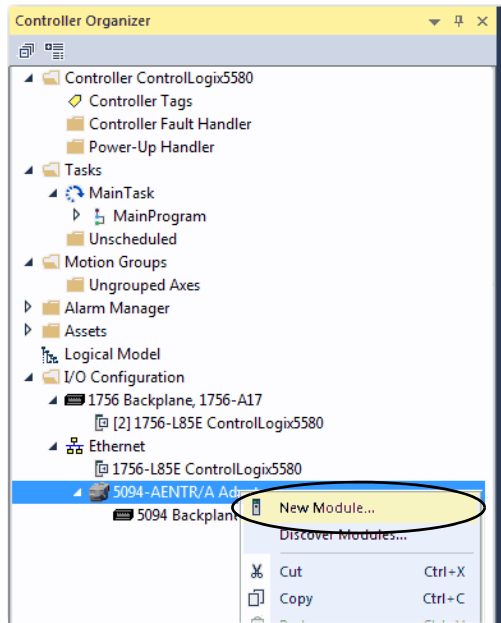 Controller Organizer
Controller ControlLogix5580
Controller Tags
Controller Fault Handler
Power-Up Handler
Tasks
MainTask
MainProgram
Unscheduled
Motion Groups
Ungrouped Axes
Alarm Manager
Assets
Logical Model
I/O Configuration
1756 Backplane, 1756-A17
[2] 1756-L85E ControlLogix5580
Ethernet
1756-L85E ControlLogix5580
5094-AENTR/A
New Module...
5094
Discover Modules...
Cut Ctrl+X
Copy Ctrl+C